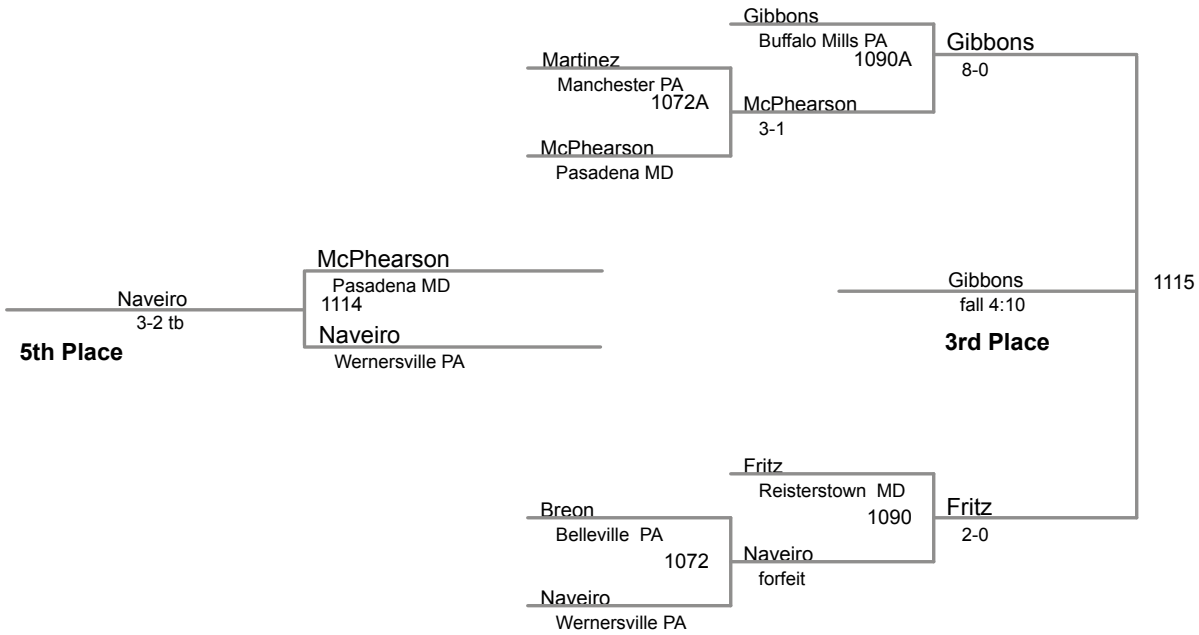 Gibbons
Buffalo Mills PA
1090A
Gibbons
8-0
Martinez
Manchester PA
1072A
McPhearson
3-1
McPhearson
Pasadena MD
McPhearson
Pasadena MD
1114
Naveiro
3-2 tb
5th Place
Naveiro
Wernersville PA
Gibbons
fall 4:10
3rd Place
1115
Fritz
Reisterstown MD
1090
Fritz
2-0
Breon
Belleville PA
1072
Naveiro
forfeit
Naveiro
Wernersville PA